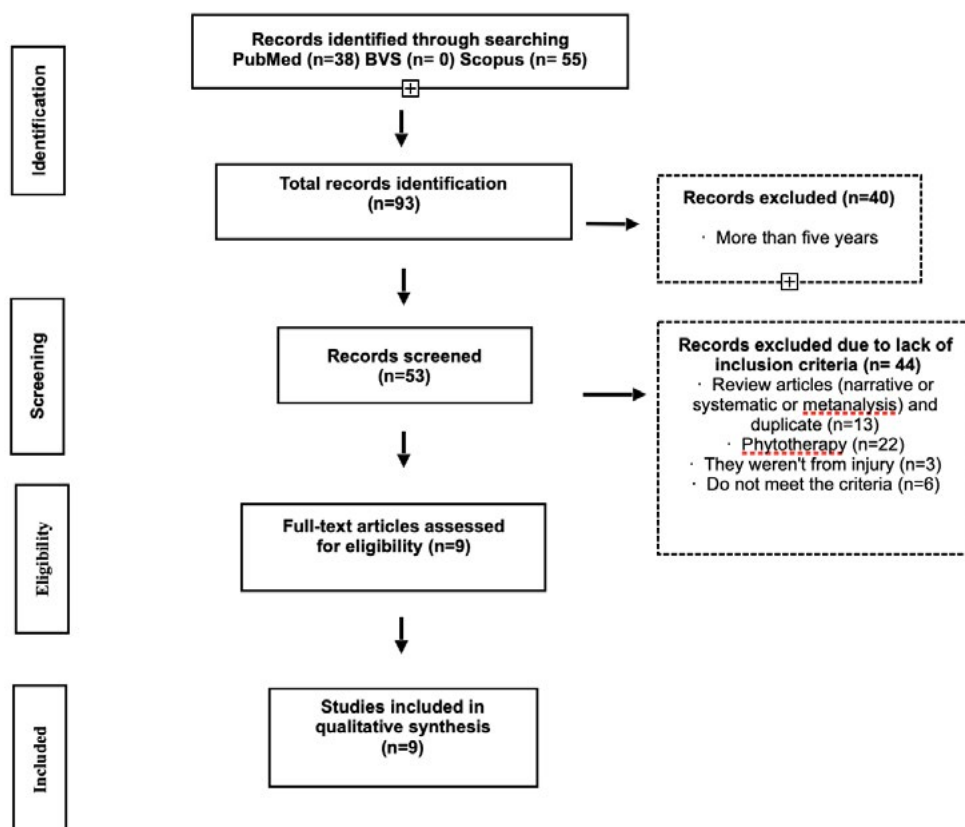 Records identified through searching
PubMed (n=38) BVS (n= 0) Scopus (n= 55)
Identification
Total records identification
(n=93)
Records excluded (n=40)
· More than five years
Screening
Records screened
(n=53)
Records excluded due to lack of
inclusion criteria (n= 44)
· Review articles (narrative or
systematic or metanalysis) and
duplicate (n=13)
· Phytotherapy (n=22)
· They weren't from injury (n=3)
· Do not meet the criteria (n=6)
Eligibility
Full-text articles assessed
for eligibility (n=9)
Included
Studies included in
qualitative synthesis
(n=9)